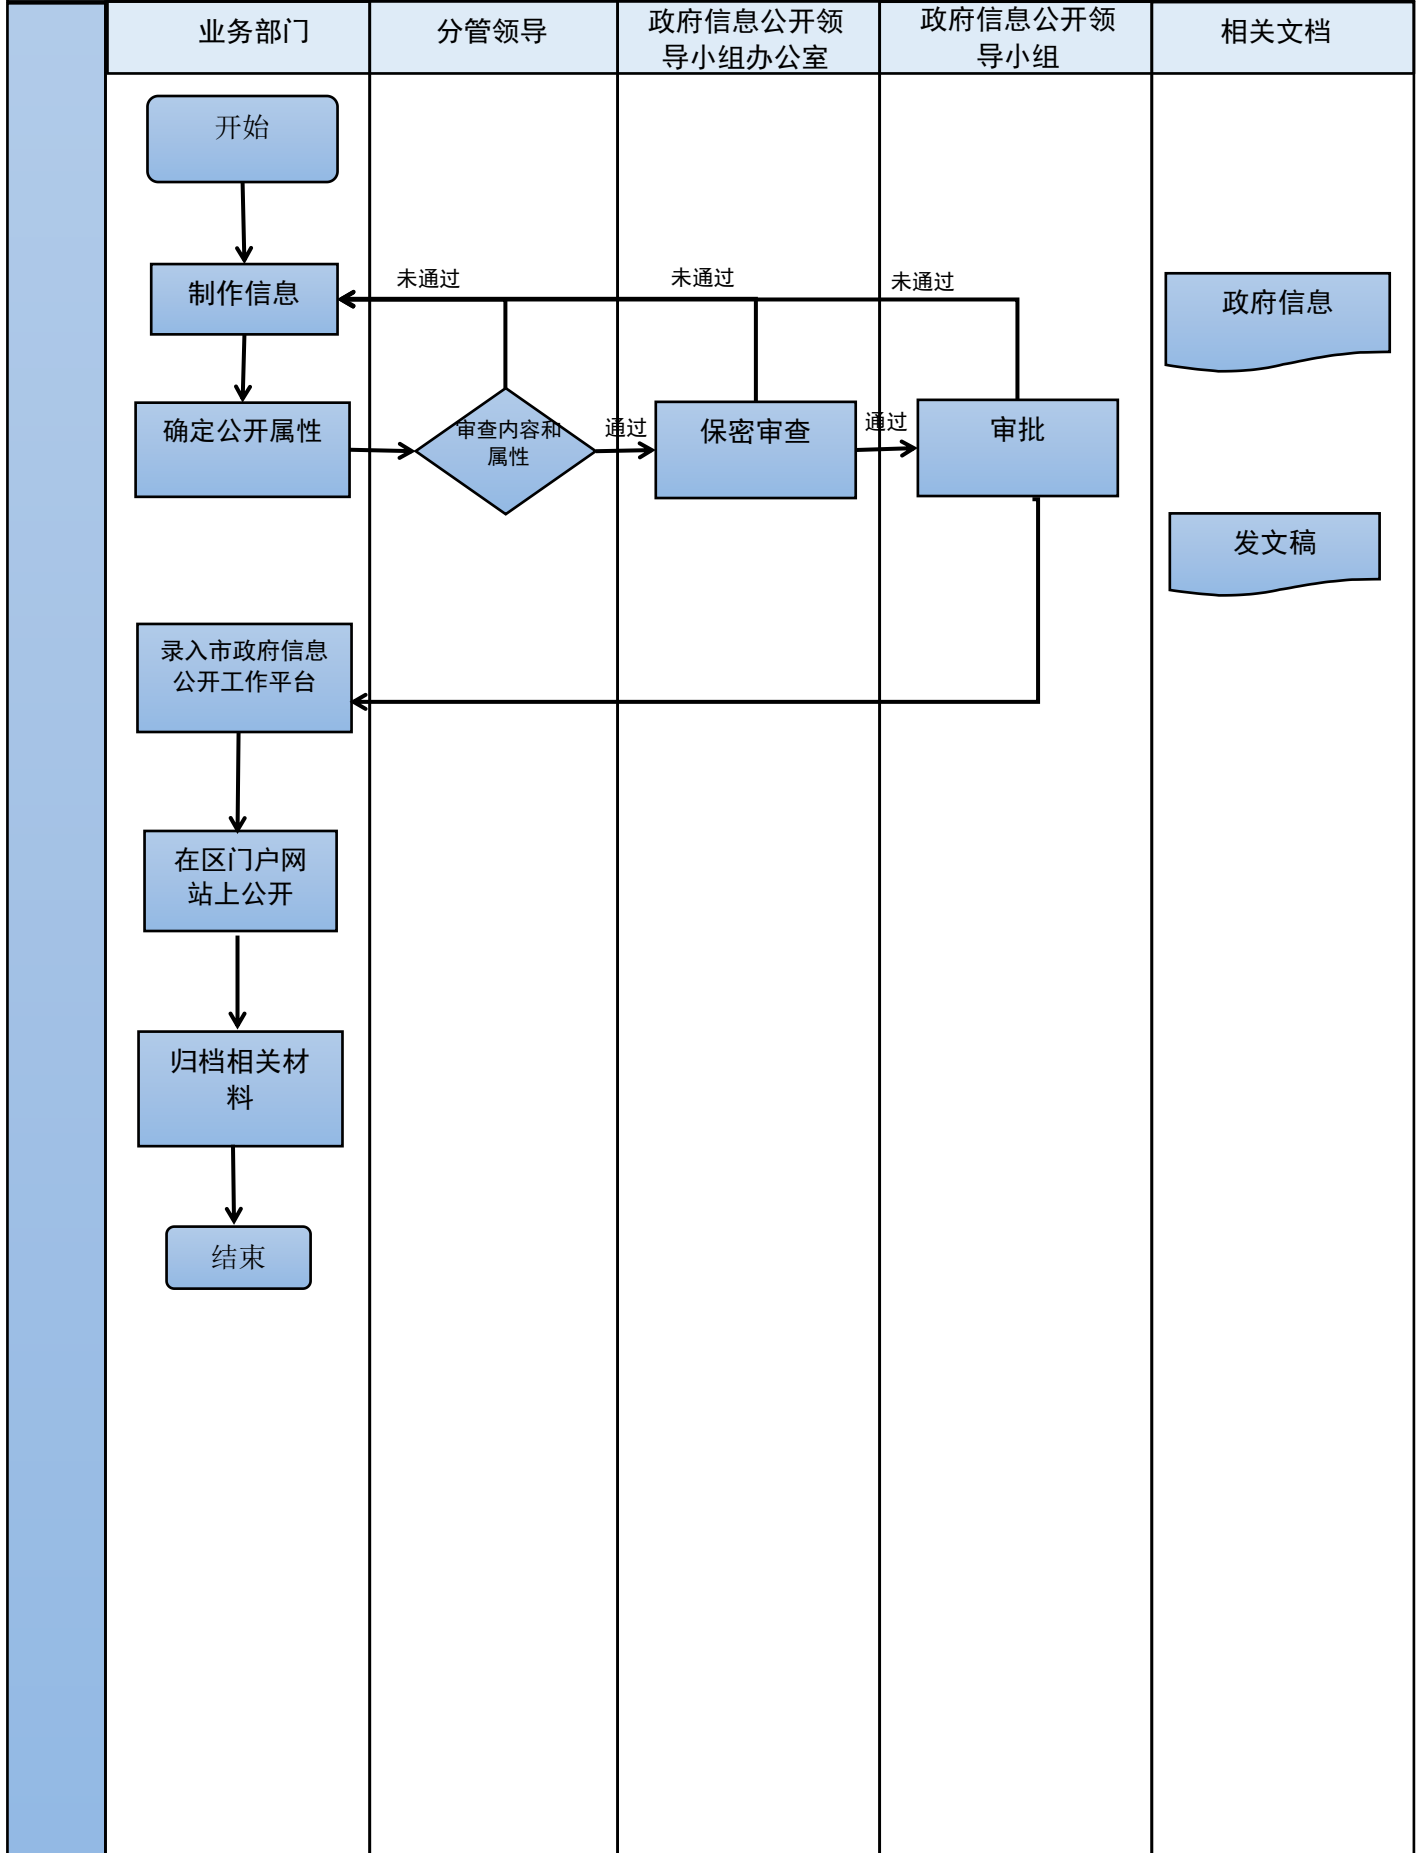 业务部门
分管领导
政府信息公开领
导小组办公室
政府信息公开领
导小组
相关文档
开始
制作信息
未通过
未通过
未通过
政府信息
确定公开属性
审查内容和
属性
通过
保密审查
通过
审批
发文稿
录入市政府信息
公开工作平台
在区门户网
站上公开
归档相关材
料
结束